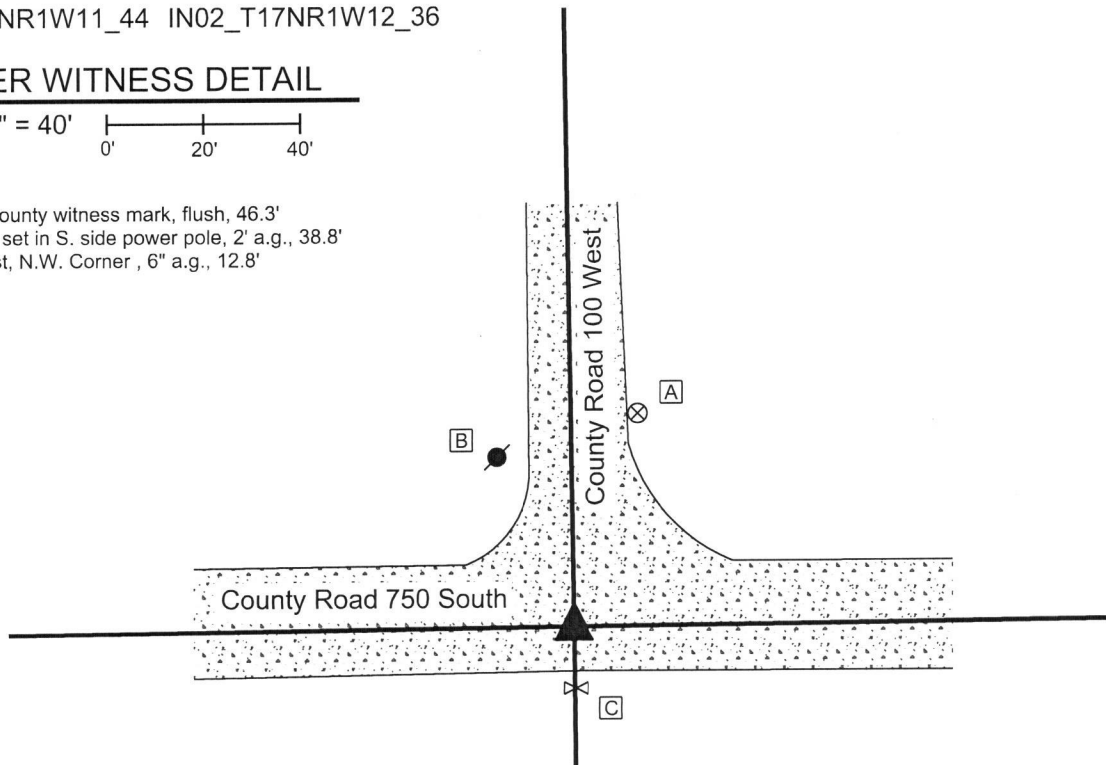 NR1W11_44 IN02_T17NR1W12_36
ER WITNESS DETAIL
" = 40'
0' 20' 40'
ounty witness mark, flush, 46.3'
set in S. side power pole, 2' a.g., 38.8'
st, N.W. Corner , 6" a.g., 12.8'
County Road 100 West
A
B
County Road 750 South
C